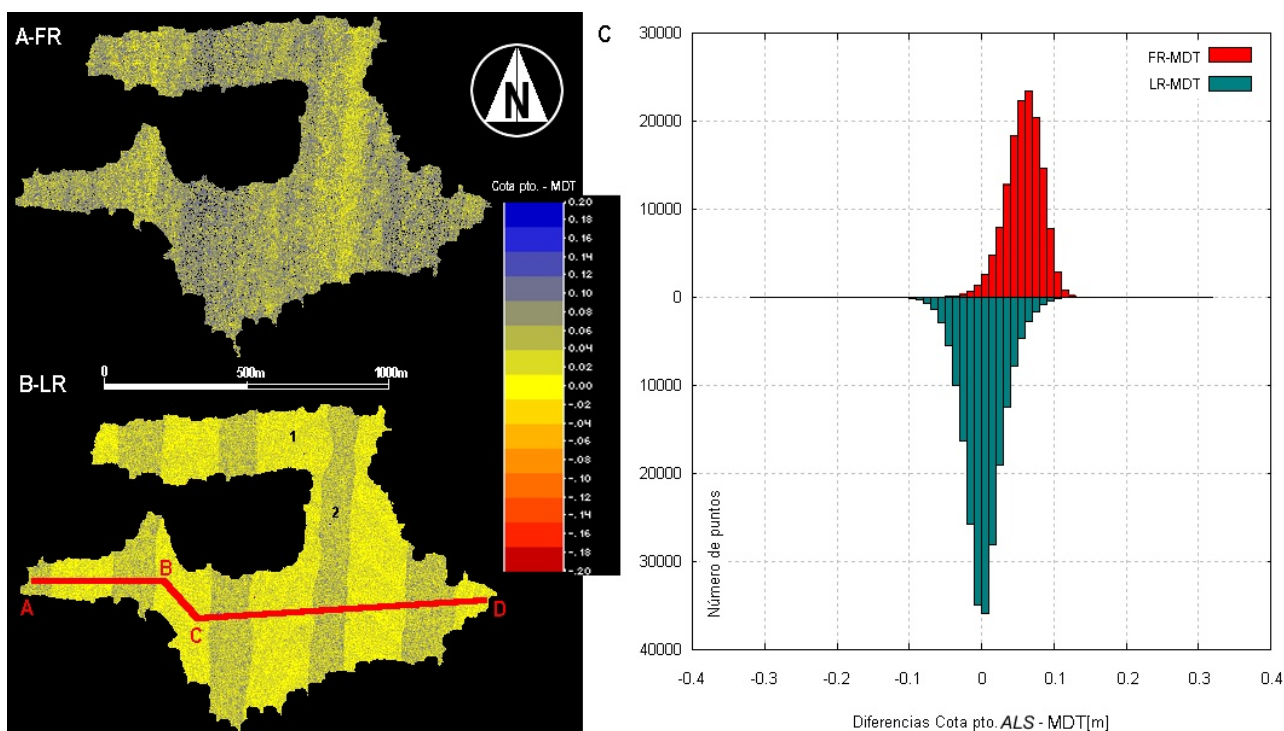 A-FR
N
Cota pto. - MDT
0.20
0.18
0.16
0.14
0.12
0.10
0.08
0.06
0.04
0.02
0.00
-.02
-.04
-.06
-.08
-.10
-.12
-.14
-.16
-.18
-0.20
B-LR
0 500m 1000m
1
2
A
B
C
D
C
FR-MDT
LR-MDT
30000
20000
10000
0
10000
20000
30000
40000
Número de puntos
-0.4 -0.3 -0.2 -0.1 0 0.1 0.2 0.3 0.4
Diferencias Cota pto. ALS - MDT[m]